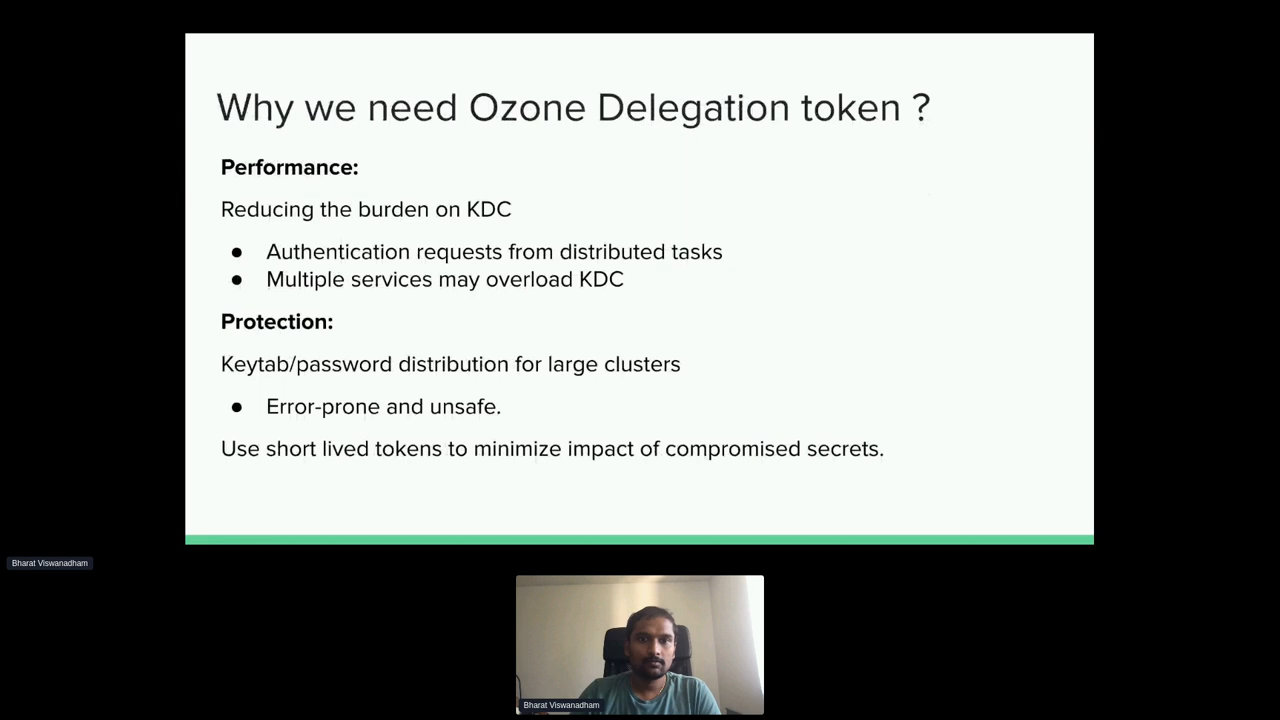 Why we need Ozone Delegation token ?
Performance:
Reducing the burden on KDC
● Authentication requests from distributed tasks
● Multiple services may overload KDC
Protection:
Keytab/password distribution for large clusters
● Error-prone and unsafe.
Use short lived tokens to minimize impact of compromised secrets.
Bharat Viswanadham
Bharat Viswanadham